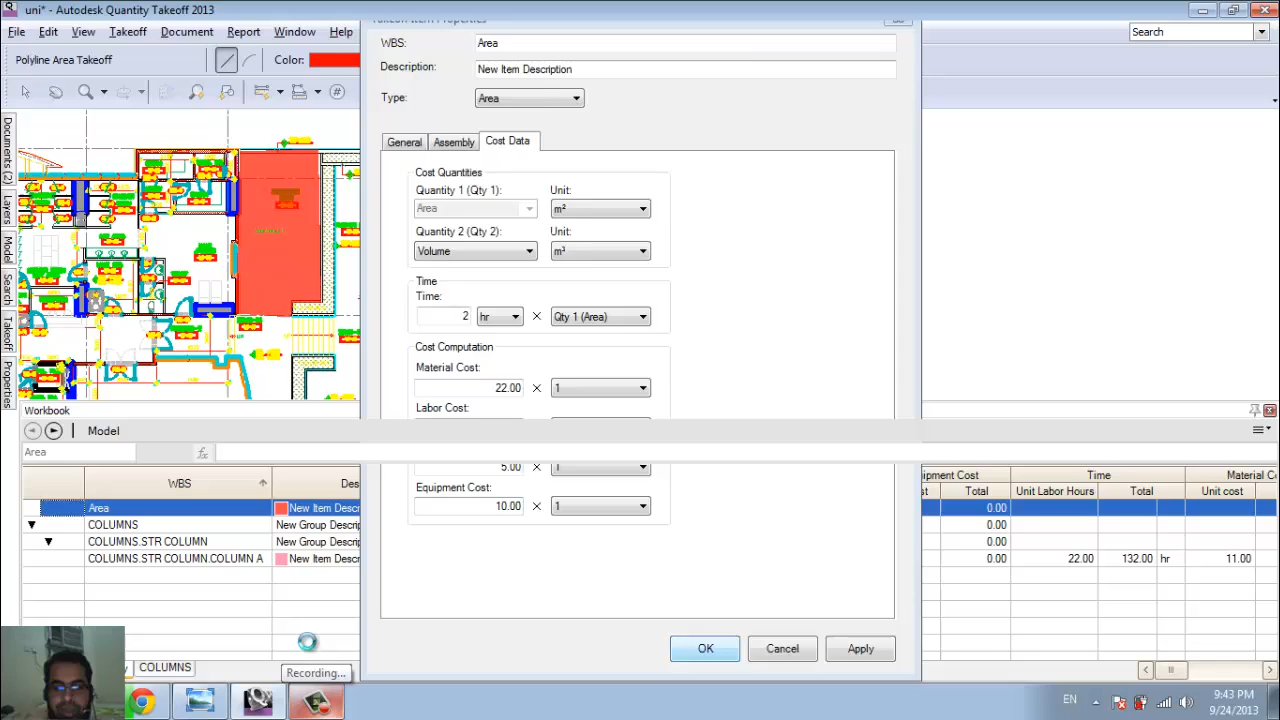 uni* - Autodesk Quantity Takeoff 2013
File Edit View Takeoff Document Report Window Help
Search
Polyline Area Takeoff
Color:
Documents (2)
Layers
Model
Search
Takeoff
Properties
Takeoff Item Properties
WBS: Area
Description: New Item Description
Type: Area
General Assembly Cost Data
Cost Quantities
Quantity 1 (Qty 1): Unit:
Area m²
Quantity 2 (Qty 2): Unit:
Volume m³
Time
Time:
2 hr × Qty 1 (Area)
Cost Computation
Material Cost:
22.00 × 1
Labor Cost:
5.00 × 1
Equipment Cost:
10.00 × 1
OK Cancel Apply
Workbook
Model
Area fx
WBS Des
ipment Cost Time Material C
st Total Unit Labor Hours Total Unit cost
Area New Item Descr 0.00
COLUMNS New Group Descrip 0.00
COLUMNS.STR COLUMN New Group Descrip 0.00
COLUMNS.STR COLUMN.COLUMN A New Item Descr 0.00 22.00 132.00 hr 11.00
COLUMNS
Recording...
EN
9:43 PM
9/24/2013